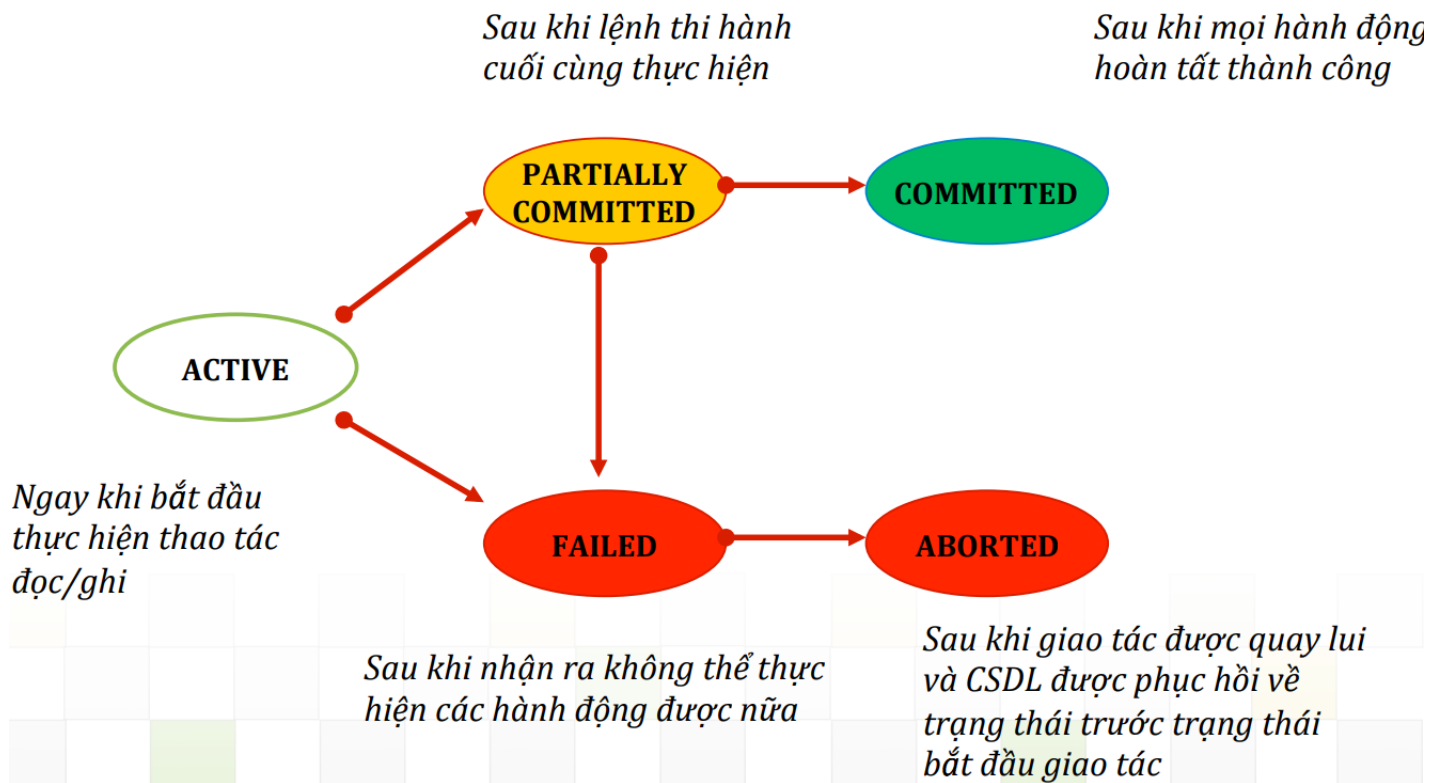 Sau khi lệnh thi hành
cuối cùng thực hiện
Sau khi mọi hành động
hoàn tất thành công
PARTIALLY
COMMITTED
COMMITTED
ACTIVE
Ngay khi bắt đầu
thực hiện thao tác
đọc/ghi
FAILED
ABORTED
Sau khi nhận ra không thể thực
hiện các hành động được nữa
Sau khi giao tác được quay lui
và CSDL được phục hồi về
trạng thái trước trạng thái
bắt đầu giao tác